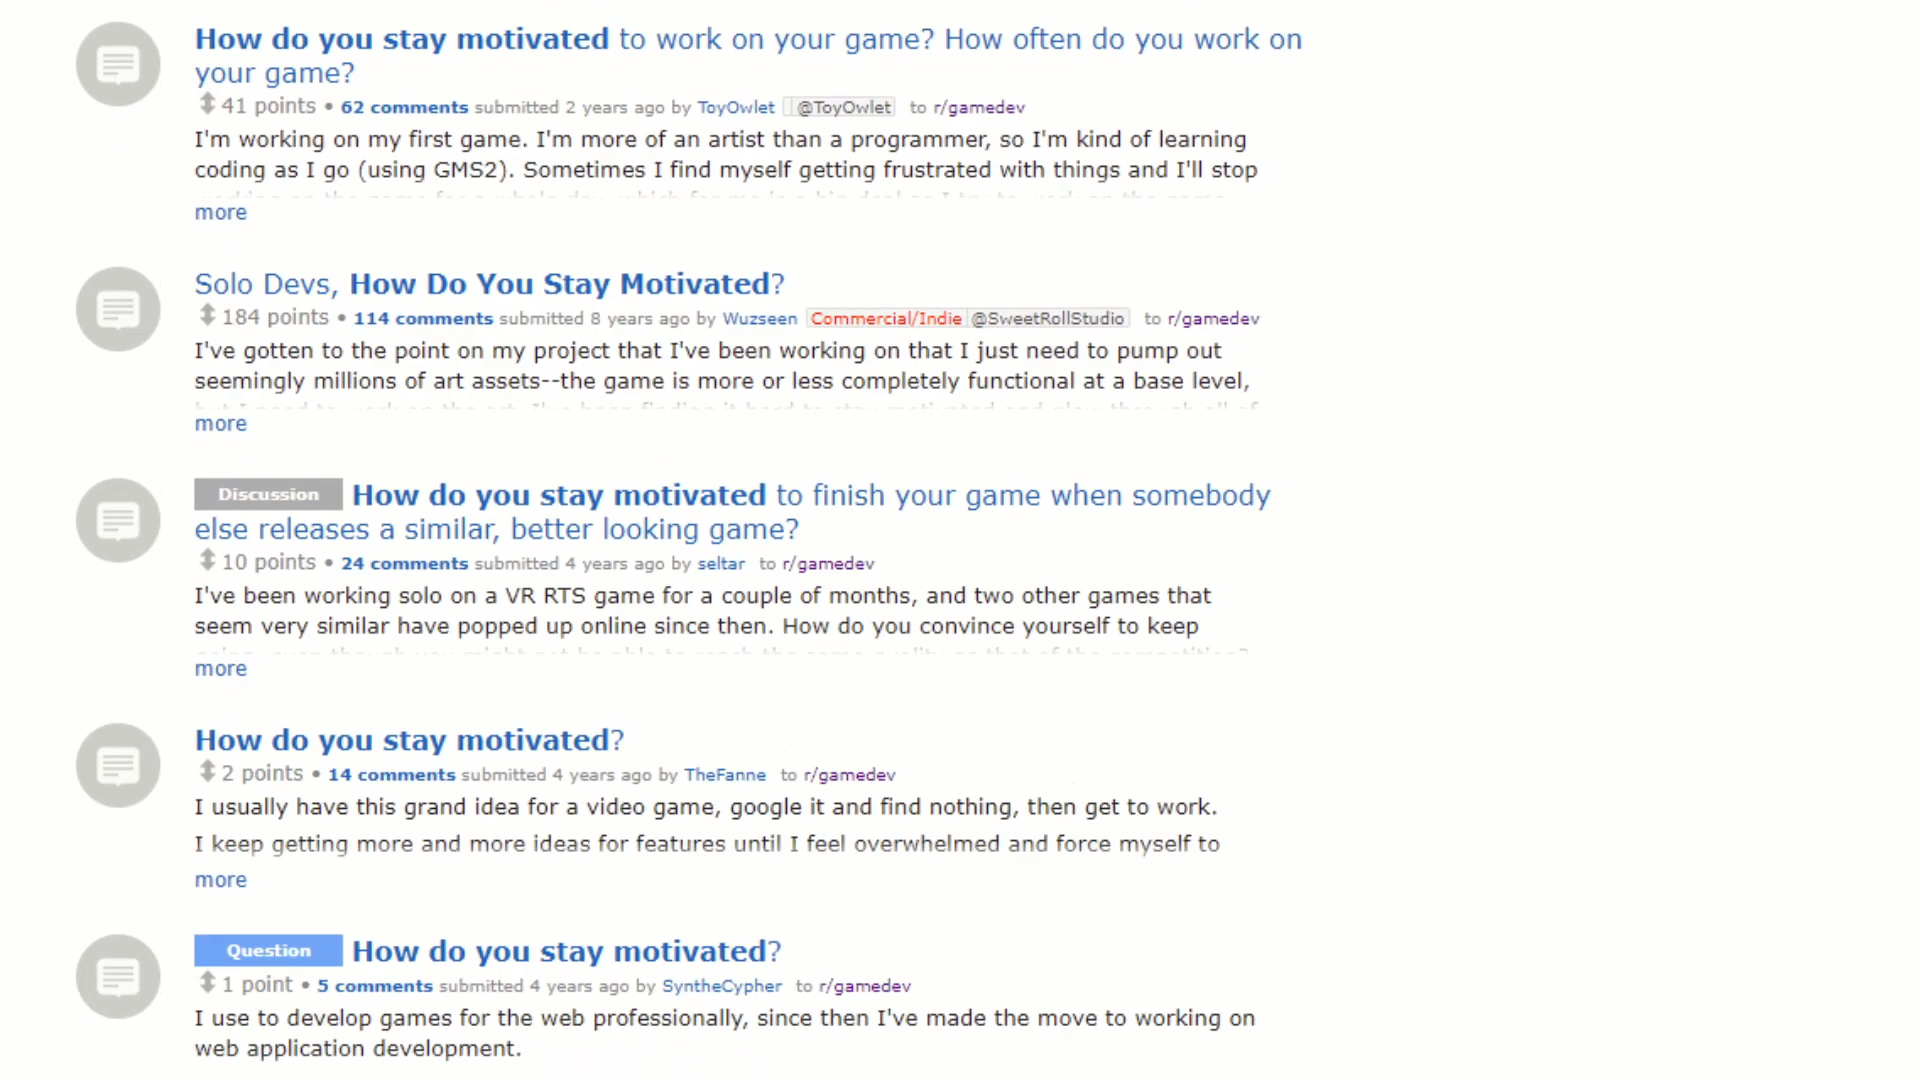 How do you stay motivated to work on your game? How often do you work on
your game?
41 points • 62 comments submitted 2 years ago by ToyOwlet @ToyOwlet to r/gamedev
I'm working on my first game. I'm more of an artist than a programmer, so I'm kind of learning
coding as I go (using GMS2). Sometimes I find myself getting frustrated with things and I'll stop
more
Solo Devs, How Do You Stay Motivated?
184 points • 114 comments submitted 8 years ago by Wuzseen Commercial/Indie @SweetRollStudio to r/gamedev
I've gotten to the point on my project that I've been working on that I just need to pump out
seemingly millions of art assets--the game is more or less completely functional at a base level,
more
Discussion How do you stay motivated to finish your game when somebody
else releases a similar, better looking game?
10 points • 24 comments submitted 4 years ago by seltar to r/gamedev
I've been working solo on a VR RTS game for a couple of months, and two other games that
seem very similar have popped up online since then. How do you convince yourself to keep
more
How do you stay motivated?
2 points • 14 comments submitted 4 years ago by TheFanne to r/gamedev
I usually have this grand idea for a video game, google it and find nothing, then get to work.
I keep getting more and more ideas for features until I feel overwhelmed and force myself to
more
Question How do you stay motivated?
1 point • 5 comments submitted 4 years ago by SyntheCypher to r/gamedev
I use to develop games for the web professionally, since then I've made the move to working on
web application development.